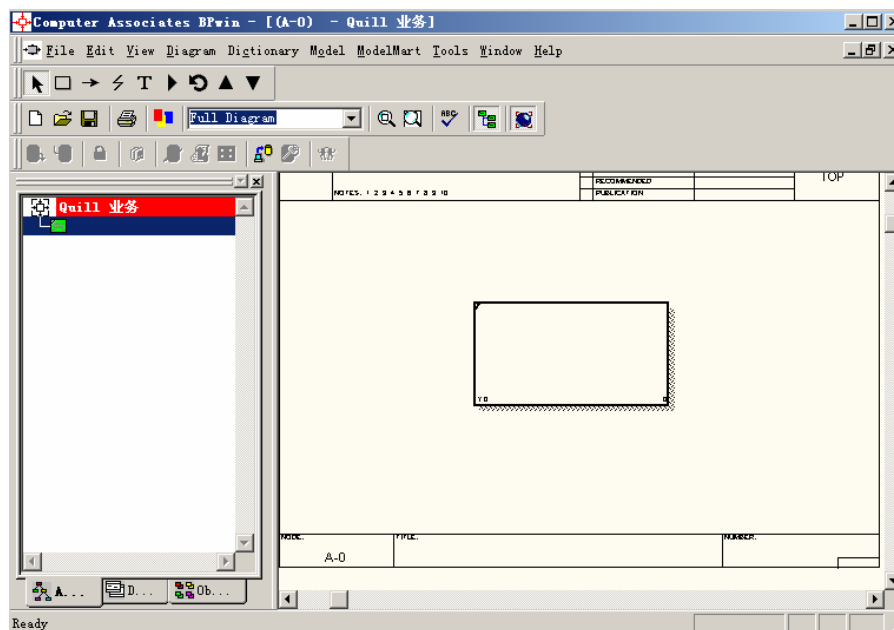 Computer Associates BPwin - [(A-0) - Quill 业务]
File Edit View Diagram Dictionary Model ModelMart Tools Window Help
T
Full Diagram
ABC
Quill 业务
NOTES: 1 2 3 4 5 6 7 8 9 10
RECOMMENDED
PUBLICATION
TOP
0
NODE:
TITLE:
NUMBER:
A-0
A...
D...
Ob...
Ready